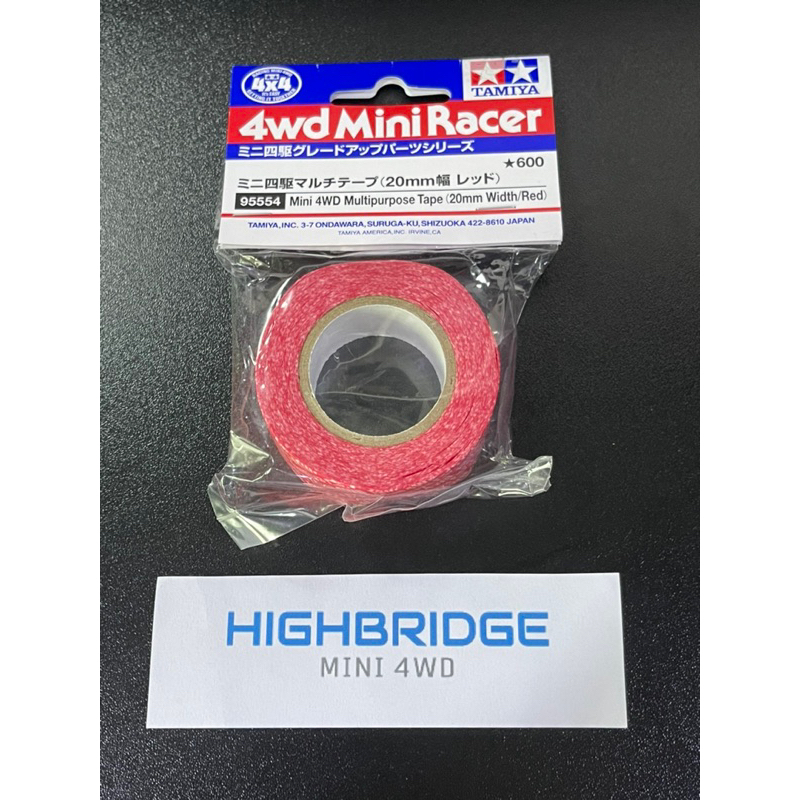 4x4
TAMIYA
4wd Mini Racer
ミニ四駆グレードアップパーツシリーズ
★600
ミニ四駆マルチテープ(20mm幅 レッド)
95554 Mini 4WD Multipurpose Tape (20mm Width/Red)
TAMIYA, INC. 3-7 ONDAWARA, SURUGA-KU, SHIZUOKA 422-8610 JAPAN
TAMIYA AMERICA, INC. IRVINE, CA
HIGHBRIDGE
MINI 4WD